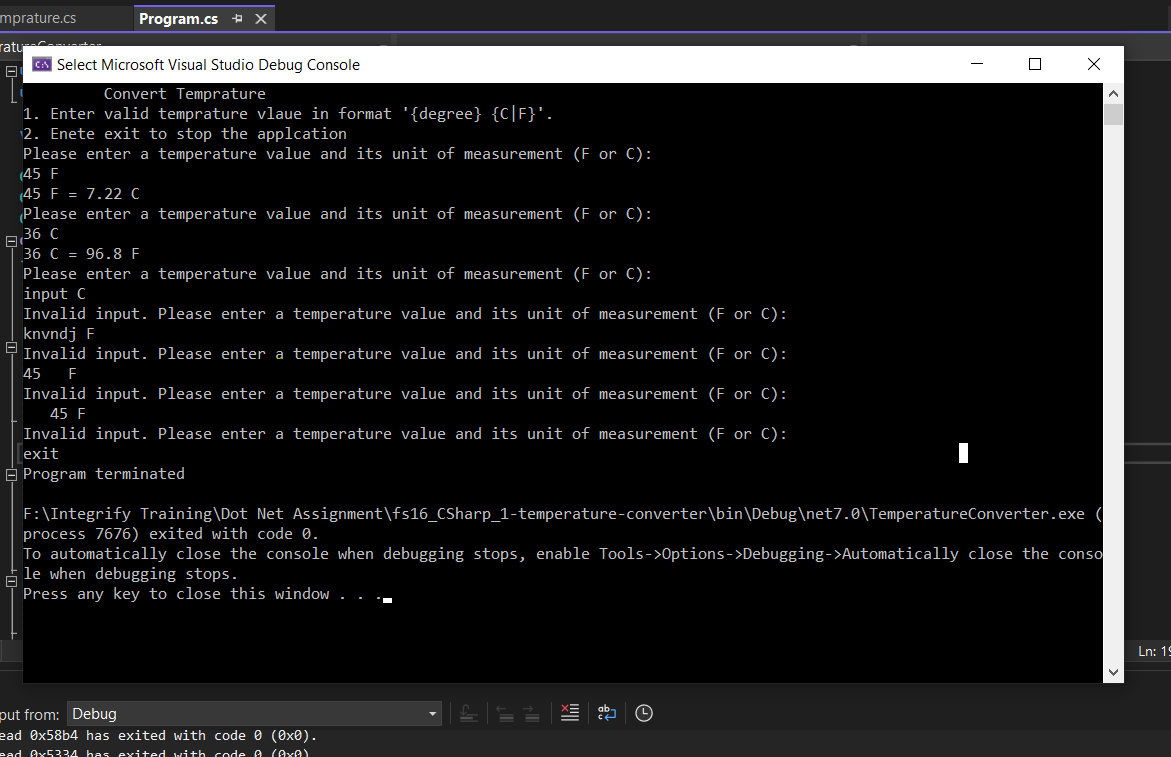 mprature.cs
Program.cs
Select Microsoft Visual Studio Debug Console
Convert Temprature
1. Enter valid temprature vlaue in format '{degree} {C|F}'.
2. Enete exit to stop the applcation
Please enter a temperature value and its unit of measurement (F or C):
45 F
45 F = 7.22 C
Please enter a temperature value and its unit of measurement (F or C):
36 C
36 C = 96.8 F
Please enter a temperature value and its unit of measurement (F or C):
input C
Invalid input. Please enter a temperature value and its unit of measurement (F or C):
knvndj F
Invalid input. Please enter a temperature value and its unit of measurement (F or C):
45   F
Invalid input. Please enter a temperature value and its unit of measurement (F or C):
   45 F
Invalid input. Please enter a temperature value and its unit of measurement (F or C):
exit
Program terminated
F:\Integrify Training\Dot Net Assignment\fs16_CSharp_1-temperature-converter\bin\Debug\net7.0\TemperatureConverter.exe (
process 7676) exited with code 0.
To automatically close the console when debugging stops, enable Tools->Options->Debugging->Automatically close the conso
le when debugging stops.
Press any key to close this window . . .
Ln: 19
put from: Debug
ead 0x58b4 has exited with code 0 (0x0).
ead 0x5334 has exited with code 0 (0x0)